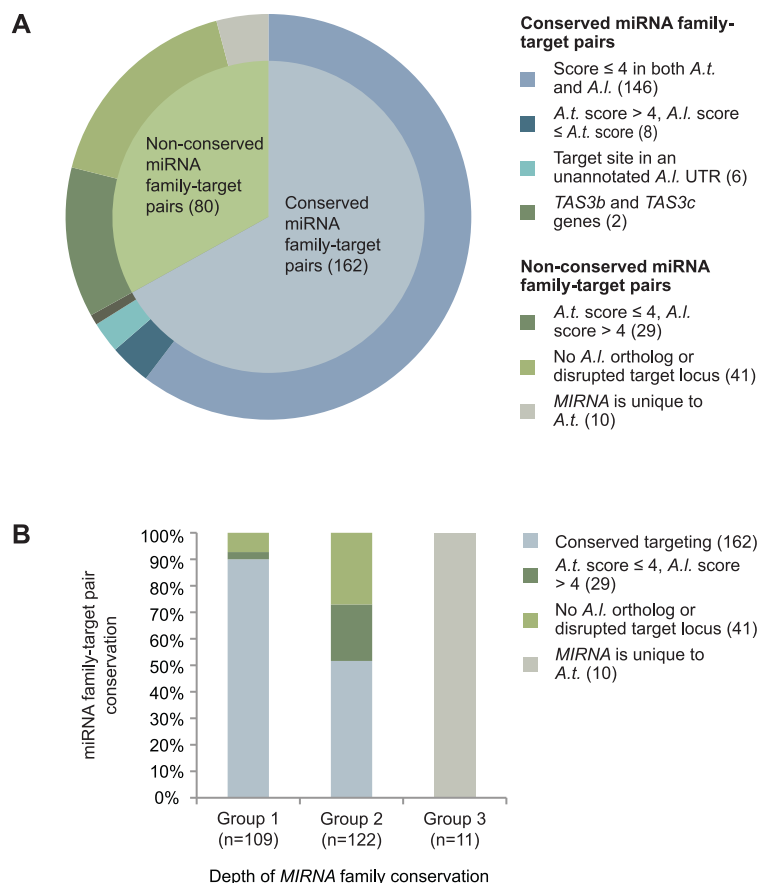 A
Non-conserved
miRNA
family-target
pairs (80)
Conserved
miRNA
family-target
pairs (162)
Conserved miRNA family-
target pairs
Score ≤ 4 in both A.t.
and A.l. (146)
A.t. score > 4, A.l. score
≤ A.t. score (8)
Target site in an
unannotated A.l. UTR (6)
TAS3b and TAS3c
genes (2)
Non-conserved miRNA
family-target pairs
A.t. score ≤ 4, A.l.
score > 4 (29)
No A.l. ortholog or
disrupted target locus (41)
MIRNA is unique to
A.t. (10)
B
miRNA family-target pair
conservation
100%
90%
80%
70%
60%
50%
40%
30%
20%
10%
0%
Group 1
(n=109)
Group 2
(n=122)
Group 3
(n=11)
Depth of MIRNA family conservation
Conserved targeting (162)
A.t. score ≤ 4, A.l. score
> 4 (29)
No A.l. ortholog or
disrupted target locus (41)
MIRNA is unique to
A.t. (10)